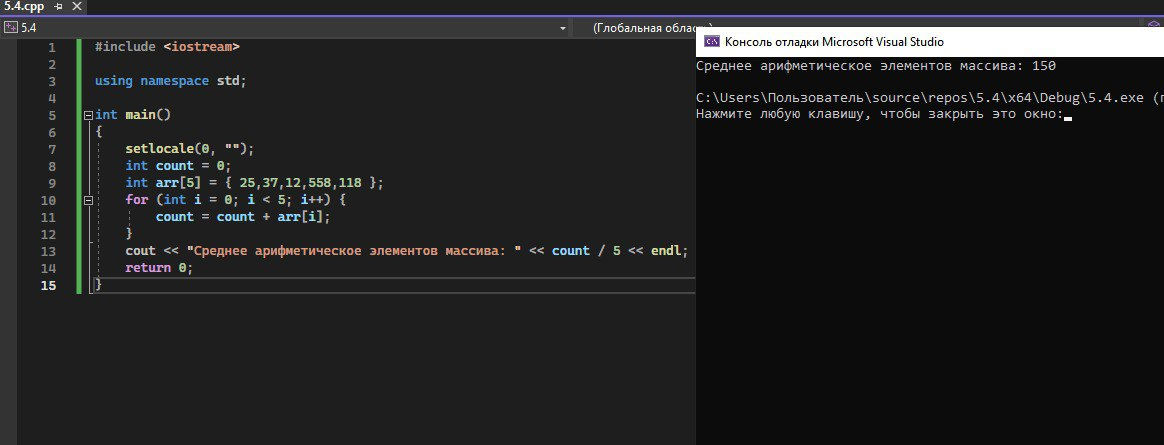 5.4.cpp
5.4
(Глобальная област)
1 #include <iostream>
2
3 using namespace std;
4
5 int main()
6 {
7 setlocale(0, "");
8 int count = 0;
9 int arr[5] = { 25,37,12,558,118 };
10 for (int i = 0; i < 5; i++) {
11 count = count + arr[i];
12 }
13 cout << "Среднее арифметическое элементов массива: " << count / 5 << endl;
14 return 0;
15 }
Консоль отладки Microsoft Visual Studio
Среднее арифметическое элементов массива: 150
C:\Users\Пользователь\source\repos\5.4\x64\Debug\5.4.exe (п
Нажмите любую клавишу, чтобы закрыть это окно: